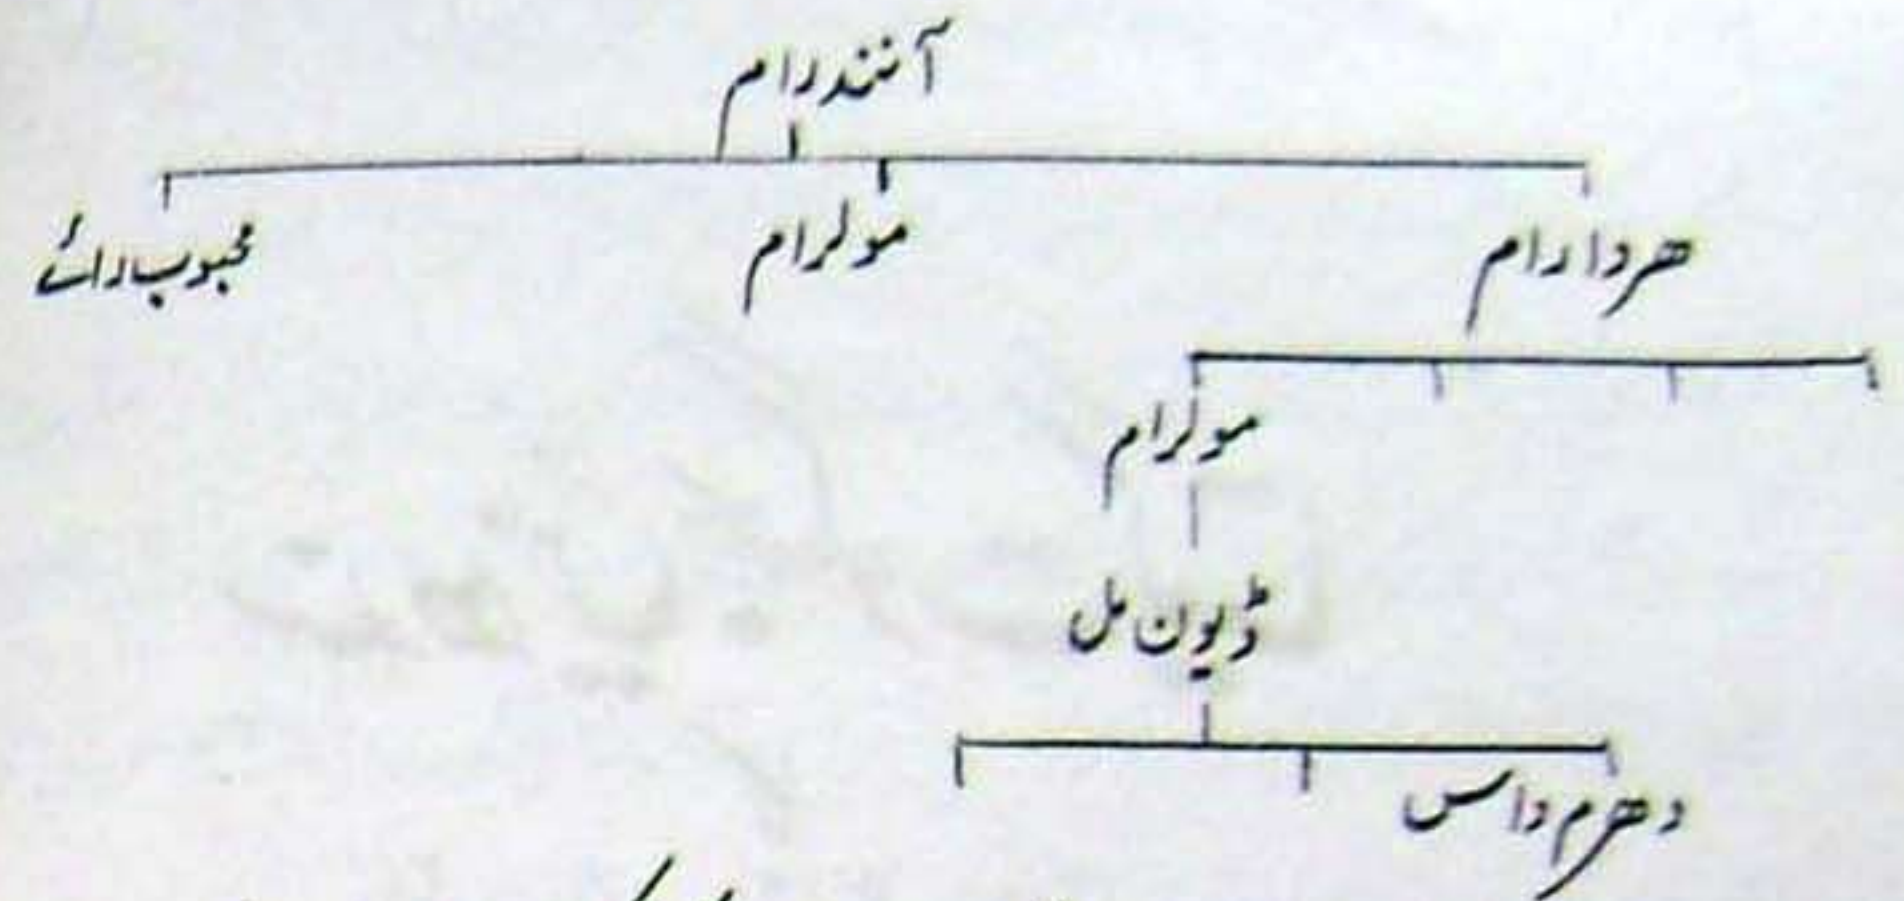 آنندرام
ھردارام مولرام محبوب رائے
مولرام
ڈیون مل
دھرم داس